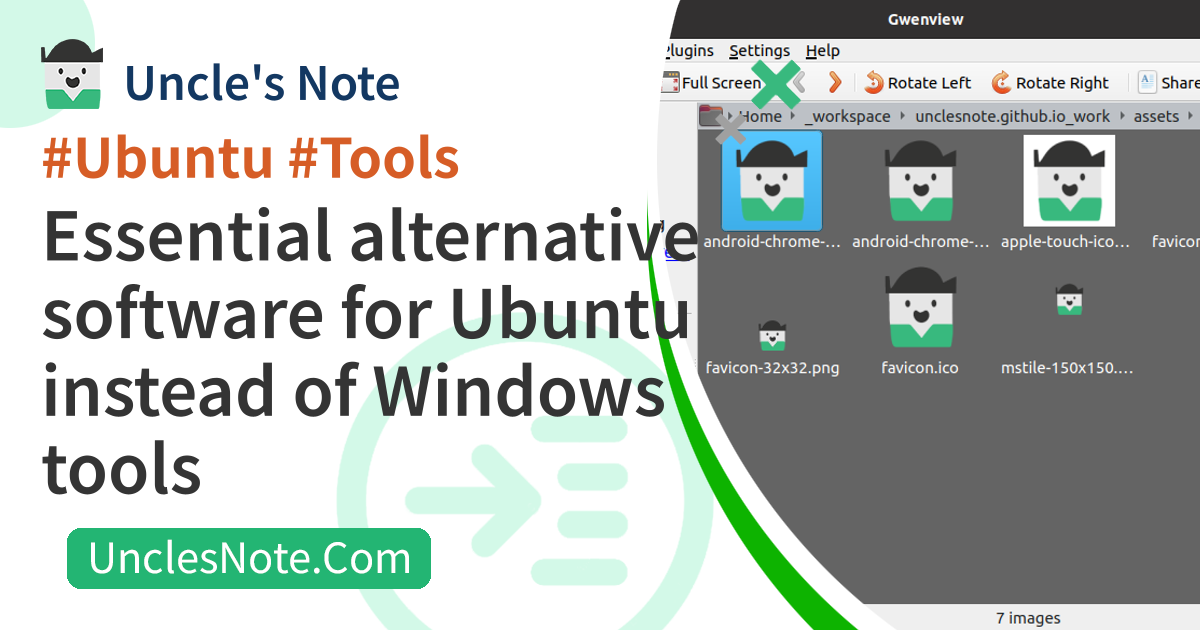 Uncle's Note
#Ubuntu #Tools
Essential alternative
software for Ubuntu
instead of Windows
tools
UnclesNote.Com
Gwenview
Plugins Settings Help
Full Screen Rotate Left Rotate Right Share
Home _workspace unclesnote.github.io_work assets
android-chrome-... android-chrome-... apple-touch-ico... favicon
favicon-32x32.png favicon.ico mstile-150x150....
7 images